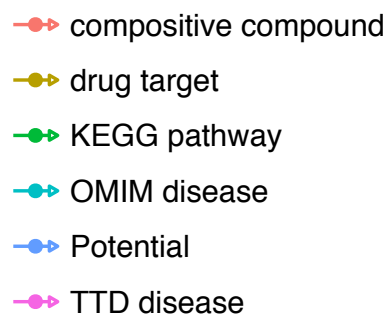 compositive compound
drug target
KEGG pathway
OMIM disease
Potential
TTD disease